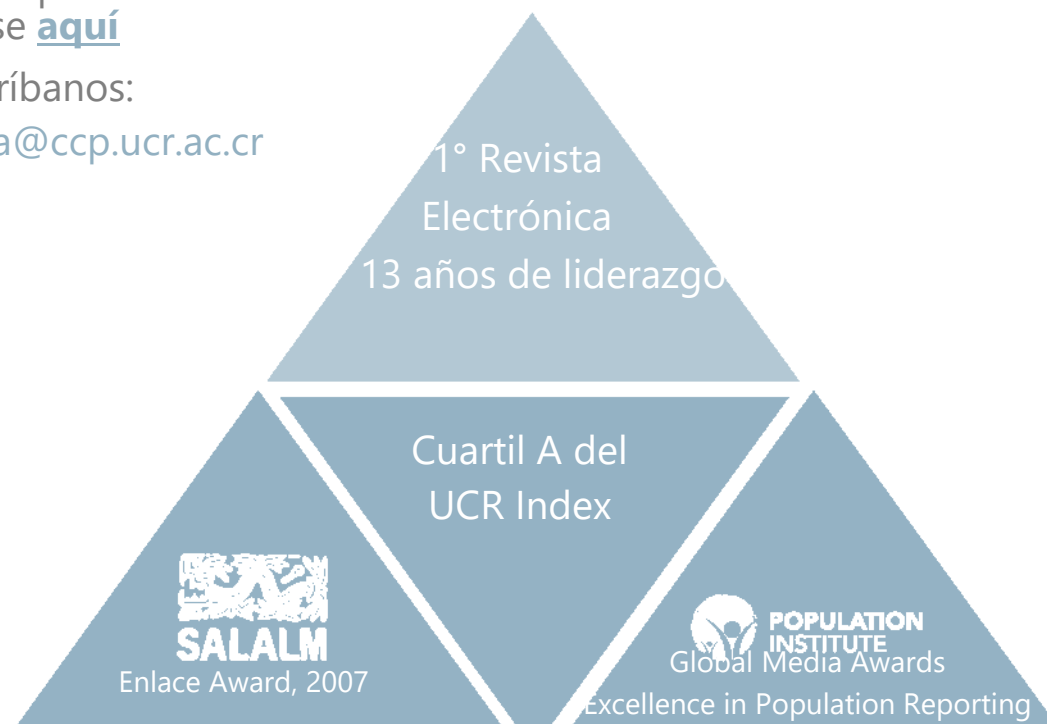 se aquí
ríbanos:
a@ccp.ucr.ac.cr
1° Revista
Electrónica
13 años de liderazgo
Cuartil A del
UCR Index
SALALM
Enlace Award, 2007
POPULATION
INSTITUTE
Global Media Awards
Excellence in Population Reporting